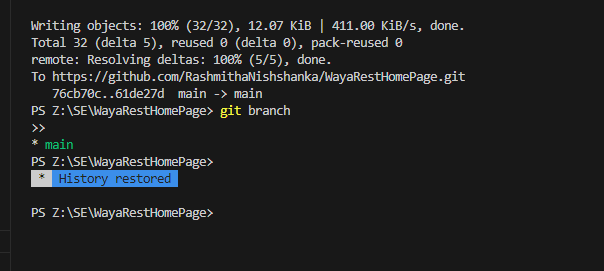 Writing objects: 100% (32/32), 12.07 KiB | 411.00 KiB/s, done.
Total 32 (delta 5), reused 0 (delta 0), pack-reused 0
remote: Resolving deltas: 100% (5/5), done.
To https://github.com/RashmithaNishshanka/WayaRestHomePage.git
   76cb70c..61de27d  main -> main
PS Z:\SE\WayaRestHomePage> git branch
>>
* main
PS Z:\SE\WayaRestHomePage>
 *  History restored
PS Z:\SE\WayaRestHomePage>